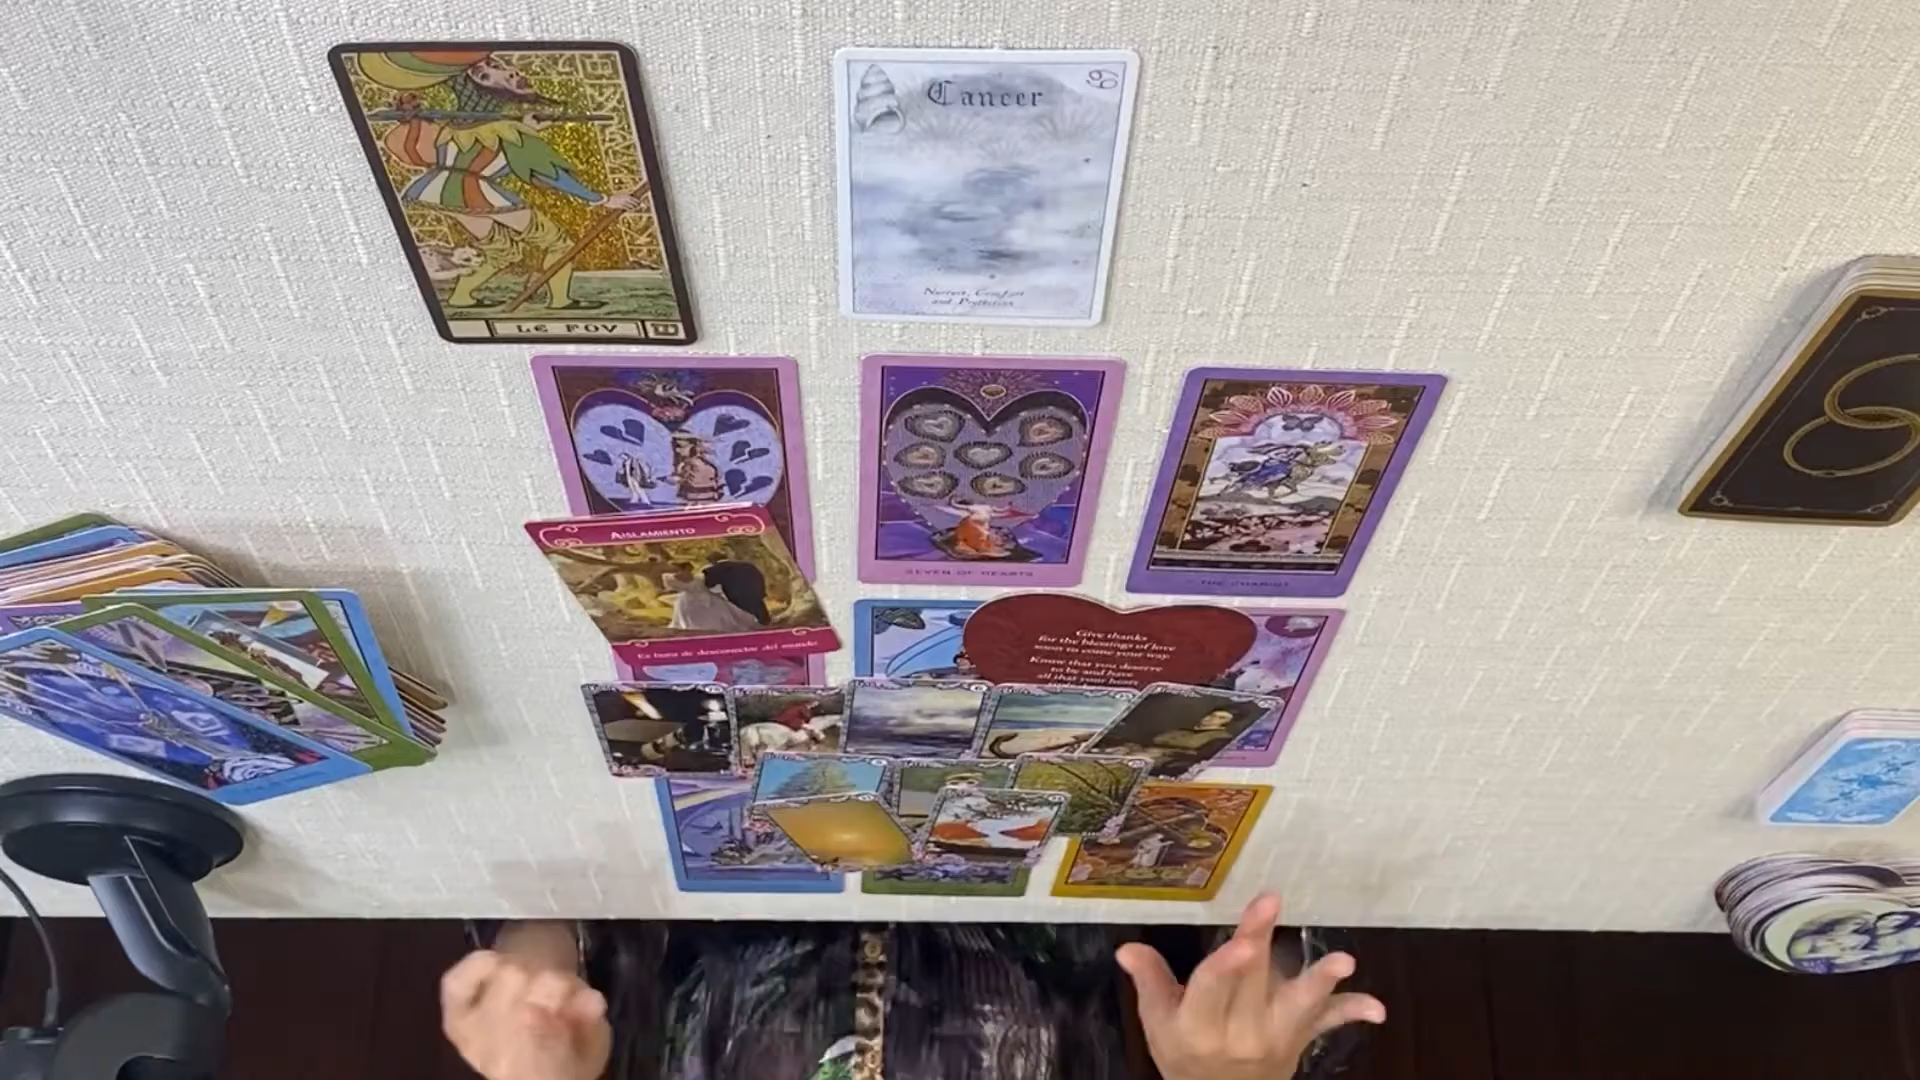 Cancer
Nurture, Comfort
and Protection
LE FOV
SEVEN OF HEARTS
THE CHARIOT
AISLAMIENTO
Es hora de desconectar del mundo
Give thanks
for the blessings of love
soon to come your way.
Know that you deserve
to be and have
all that your heart